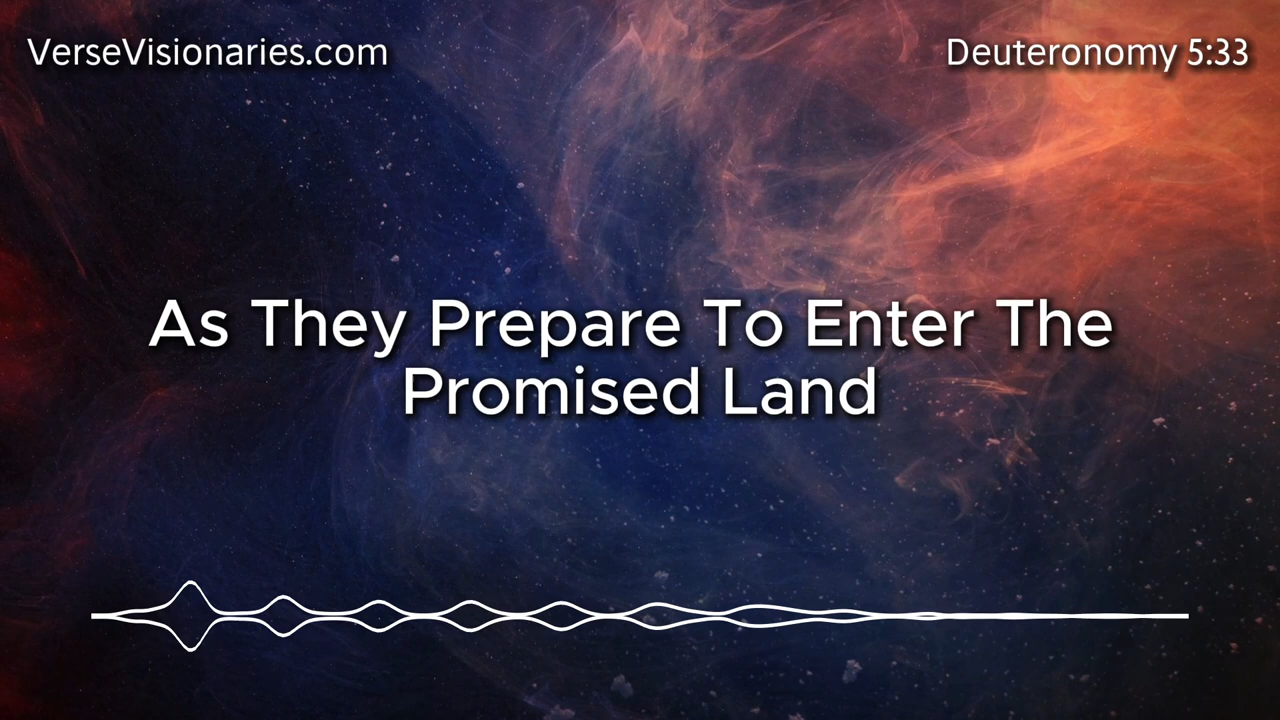 VerseVisionaries.com
Deuteronomy 5:33
As They Prepare To Enter The
Promised Land